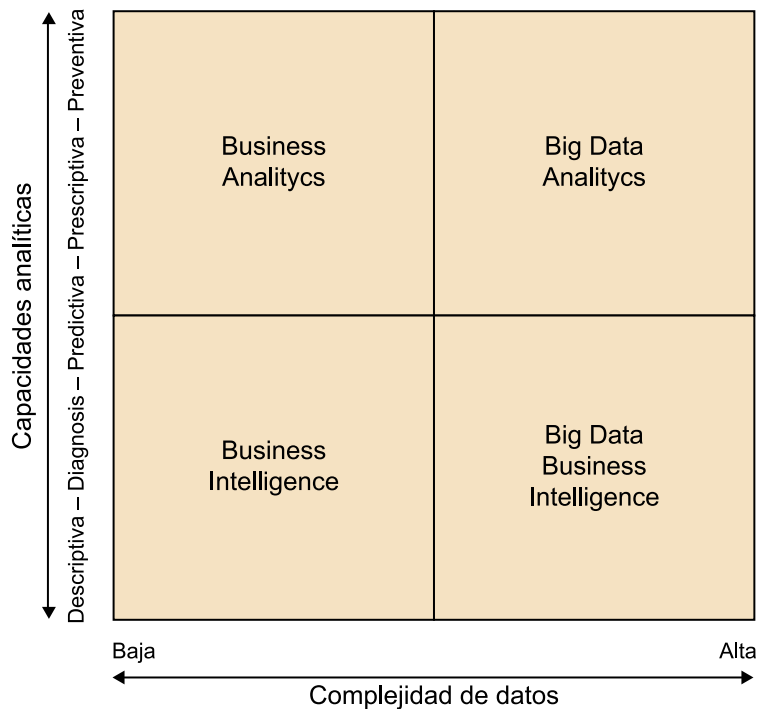 Capacidades analíticas
Descriptiva – Diagnosis – Predictiva – Prescriptiva – Preventiva
Business
Analitycs
Big Data
Analitycs
Business
Intelligence
Big Data
Business
Intelligence
Baja
Alta
Complejidad de datos